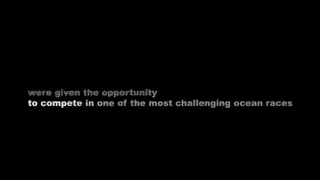 were given the opportunity
to compete in one of the most challenging ocean races